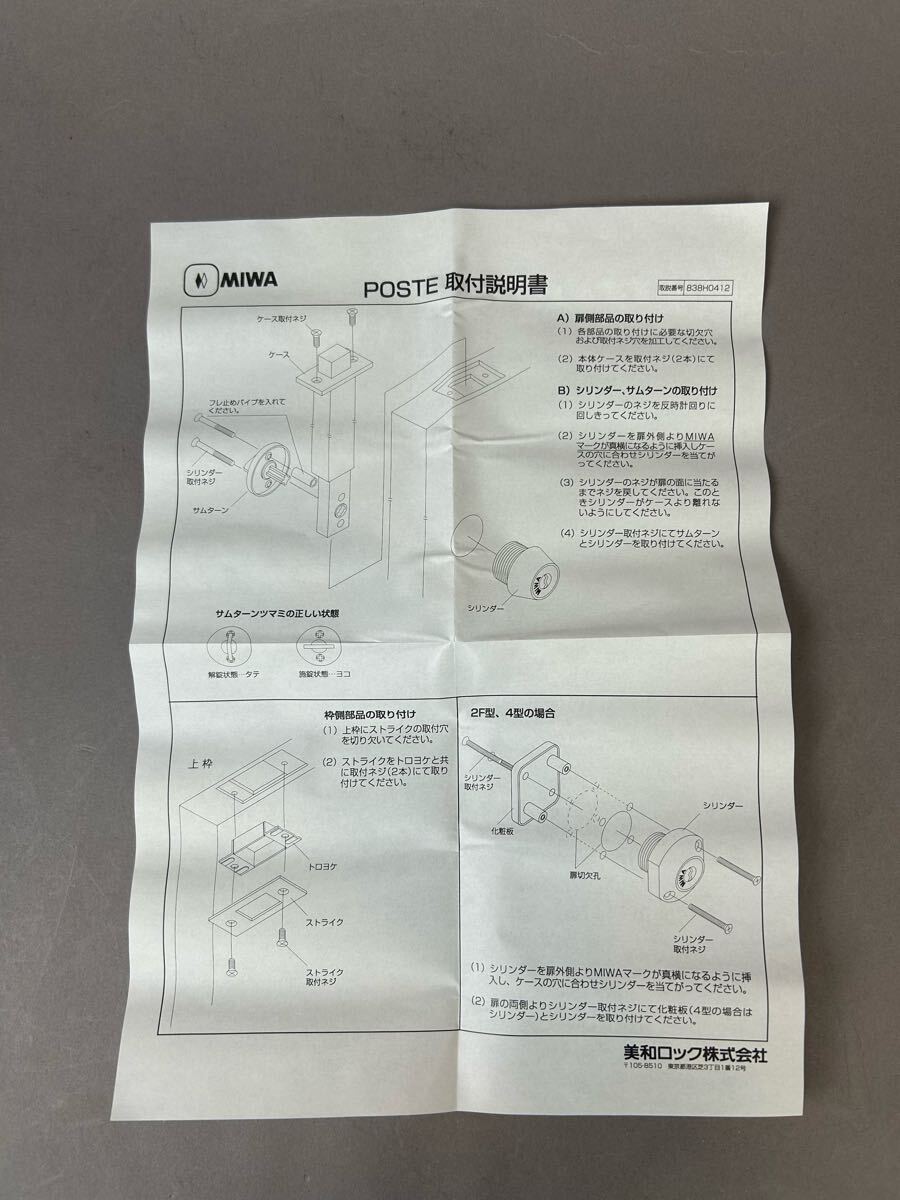 MIWA
POSTE 取付説明書
取説番号 838H0412
ケース取付ネジ
ケース
フレ止めパイプを入れて
ください。
シリンダー
取付ネジ
サムターン
シリンダー
サムターンツマミの正しい状態
解錠状態…タテ
施錠状態…ヨコ
A）扉側部品の取り付け
（1）各部品の取り付けに必要な切欠穴
および取付ネジ穴を加工してください。
（2）本体ケースを取付ネジ（2本）にて
取り付けてください。
B）シリンダー、サムターンの取り付け
（1）シリンダーのネジを反時計回りに
回しきってください。
（2）シリンダーを扉外側よりMIWA
マークが真横になるように挿入しケー
スの穴に合わせシリンダーを当てが
ってください。
（3）シリンダーのネジが扉の面に当たる
までネジを戻してください。このと
きシリンダーがケースより離れな
いようにしてください。
（4）シリンダー取付ネジにてサムターン
とシリンダーを取り付けてください。
MIWA
枠側部品の取り付け
（1）上枠にストライクの取付穴
を切り欠いてください。
（2）ストライクをトロヨケと共
に取付ネジ（2本）にて取り
付けてください。
上枠
トロヨケ
ストライク
ストライク
取付ネジ
2F型、4型の場合
シリンダー
取付ネジ
化粧板
扉切欠孔
シリンダー
MIWA
シリンダー
取付ネジ
（1）シリンダーを扉外側よりMIWAマークが真横になるように挿
入し、ケースの穴に合わせシリンダーを当てがってください。
（2）扉の両側よりシリンダー取付ネジにて化粧板（4型の場合は
シリンダー）とシリンダーを取り付けてください。
美和ロック株式会社
〒105-8510 東京都港区芝3丁目1番12号